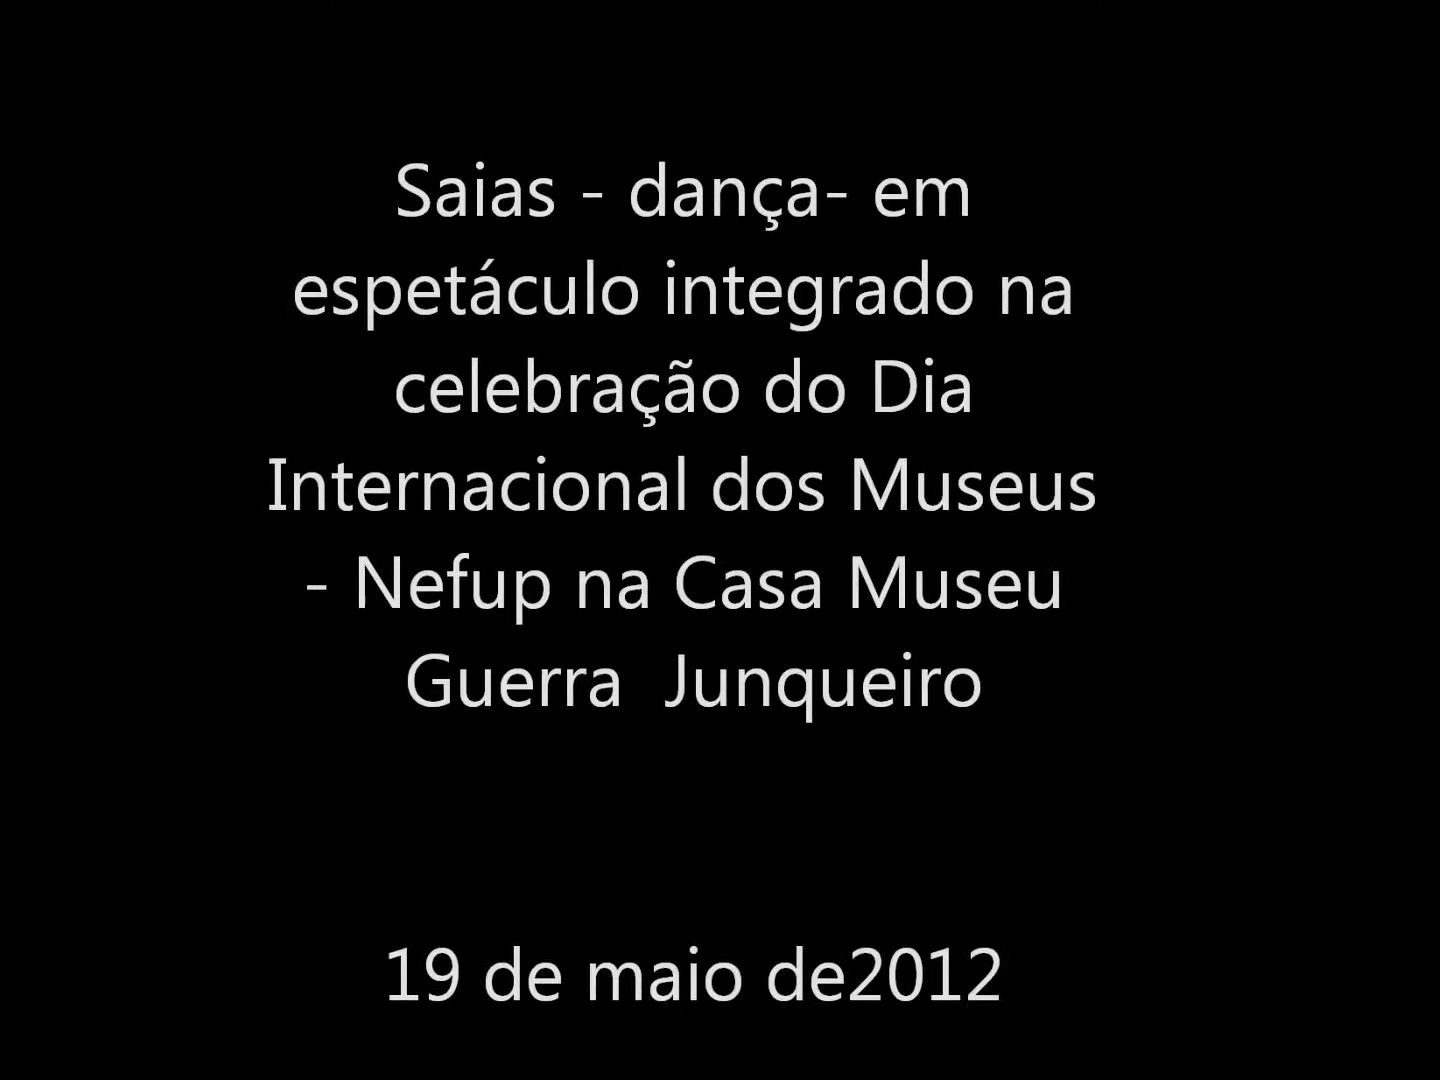 Saias - dança- em
espetáculo integrado na
celebração do Dia
Internacional dos Museus
- Nefup na Casa Museu
Guerra  Junqueiro
19 de maio de2012